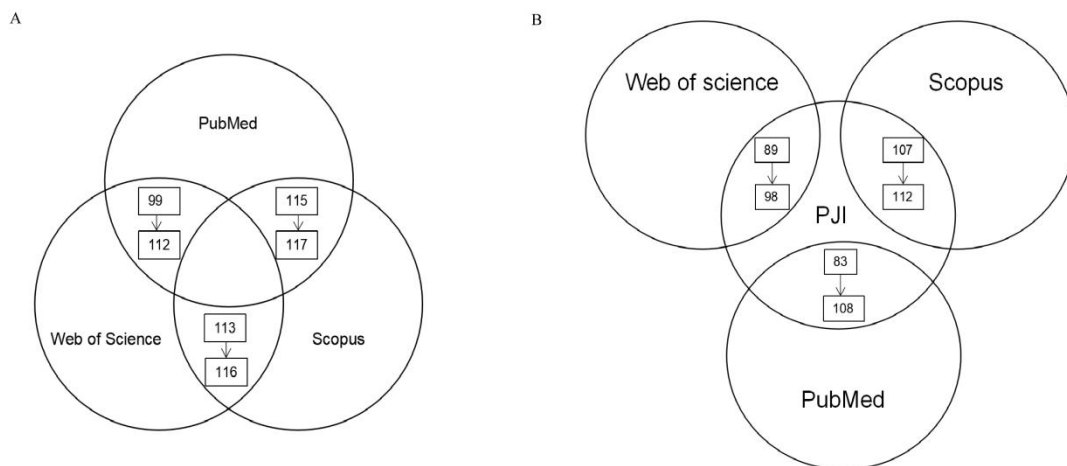 A
PubMed
99
115
112
117
Web of Science
113
Scopus
116
B
Web of science
Scopus
89
107
98
112
PJI
83
108
PubMed